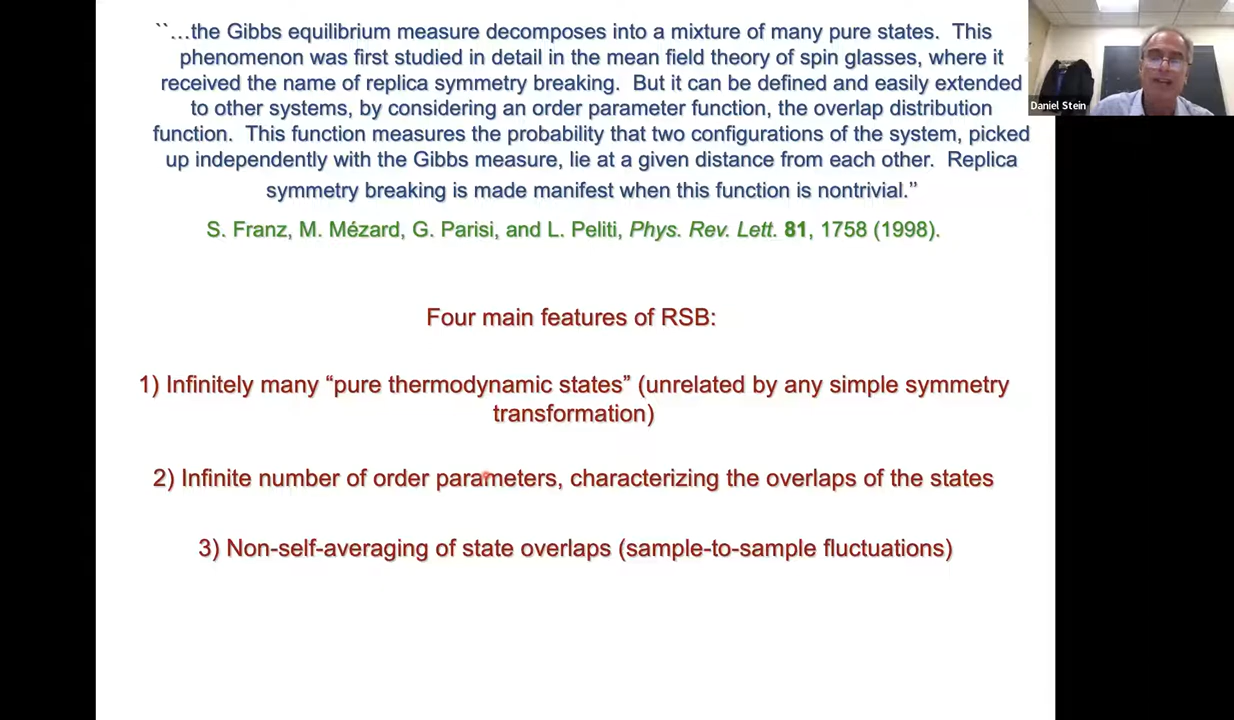 ``…the Gibbs equilibrium measure decomposes into a mixture of many pure states.  This
phenomenon was first studied in detail in the mean field theory of spin glasses, where it
received the name of replica symmetry breaking.  But it can be defined and easily extended
to other systems, by considering an order parameter function, the overlap distribution
function.  This function measures the probability that two configurations of the system, picked
up independently with the Gibbs measure, lie at a given distance from each other.  Replica
symmetry breaking is made manifest when this function is nontrivial.’’
S. Franz, M. Mézard, G. Parisi, and L. Peliti, Phys. Rev. Lett. 81, 1758 (1998).
Daniel Stein
Four main features of RSB:
1) Infinitely many “pure thermodynamic states” (unrelated by any simple symmetry
transformation)
2) Infinite number of order parameters, characterizing the overlaps of the states
3) Non-self-averaging of state overlaps (sample-to-sample fluctuations)